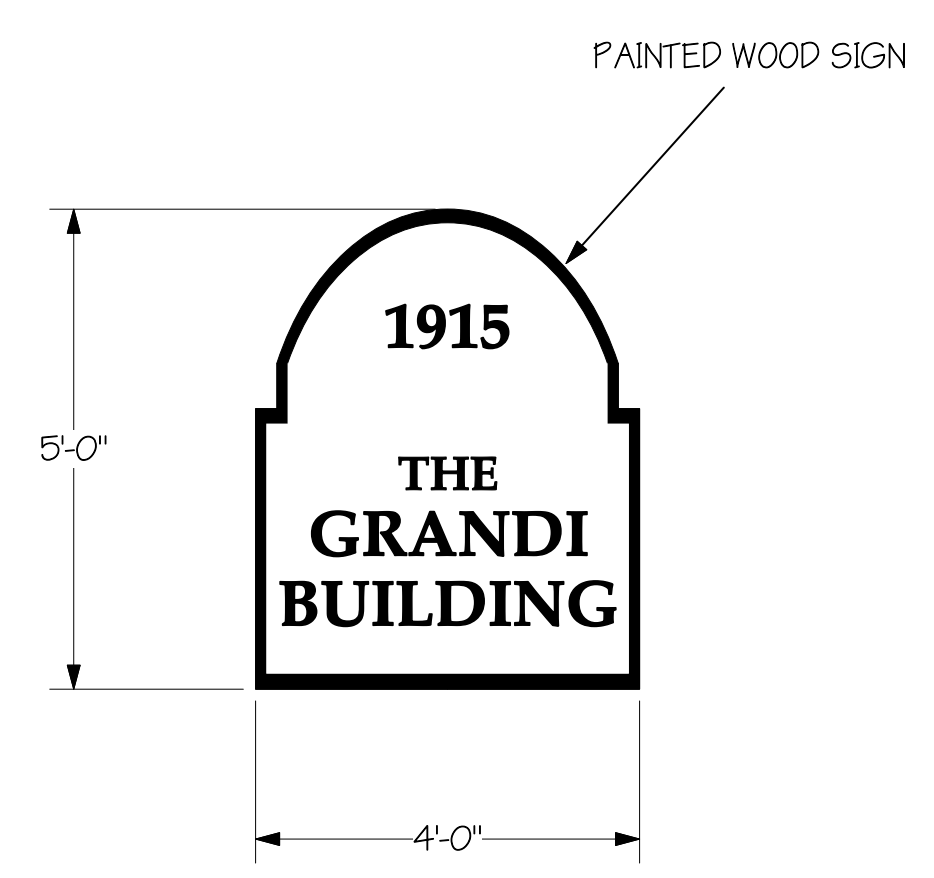 PAINTED WOOD SIGN
1915
5'-0"
THE
GRANDI
BUILDING
4'-0"